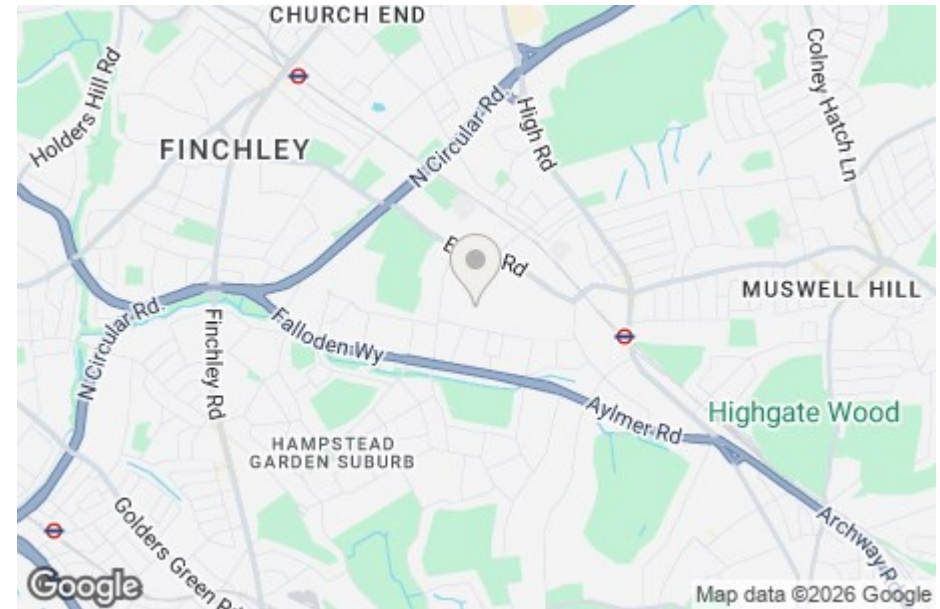 CHURCH END
Holders Hill Rd
FINCHLEY
N Circular Rd
High Rd
Colney Hatch Ln
Rd
MUSWELL HILL
N Circular Rd
Finchley Rd
Falloden Wy
Aylmer Rd
Highgate Wood
HAMPSTEAD
GARDEN SUBURB
Golders Green
Archway
Google
Map data ©2026 Google